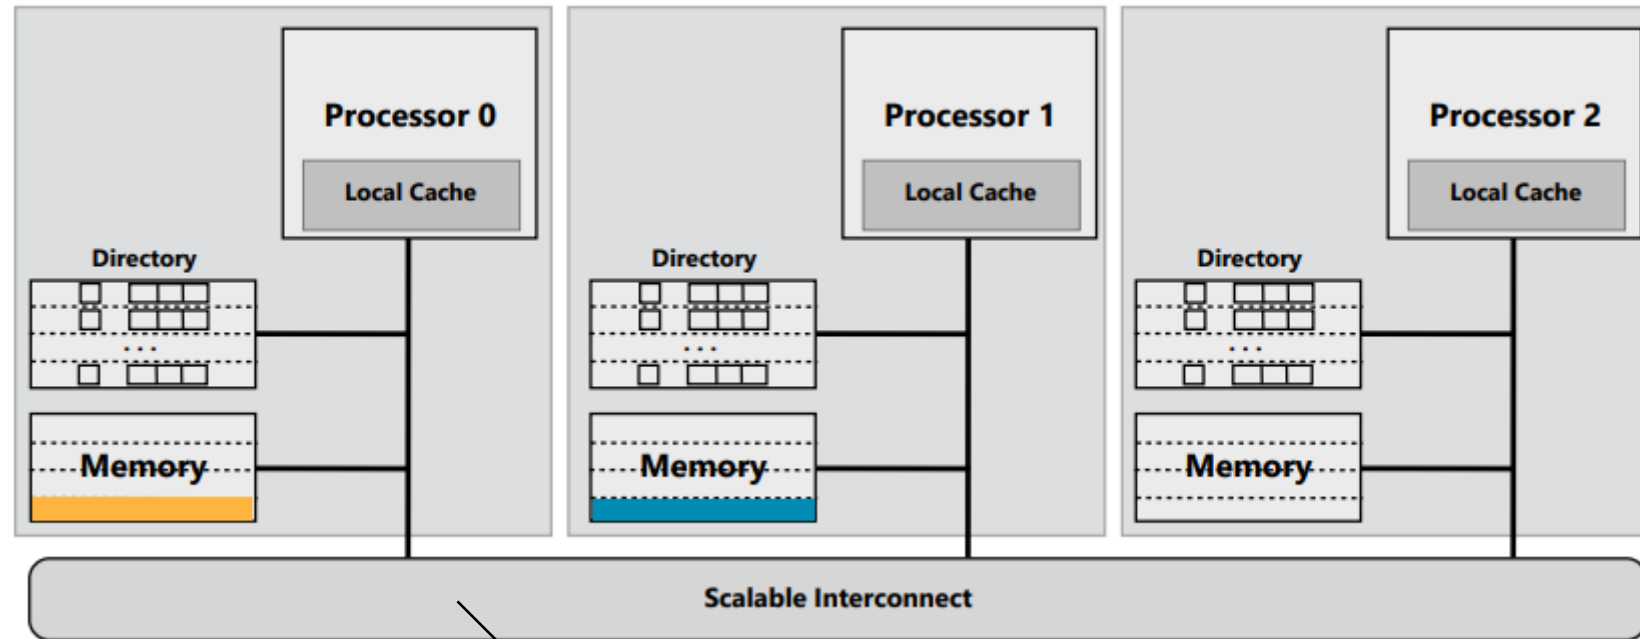 Processor 0
Local Cache
Directory
. . .
Memory
Processor 1
Local Cache
Directory
. . .
Memory
Processor 2
Local Cache
Directory
. . .
Memory
Scalable Interconnect